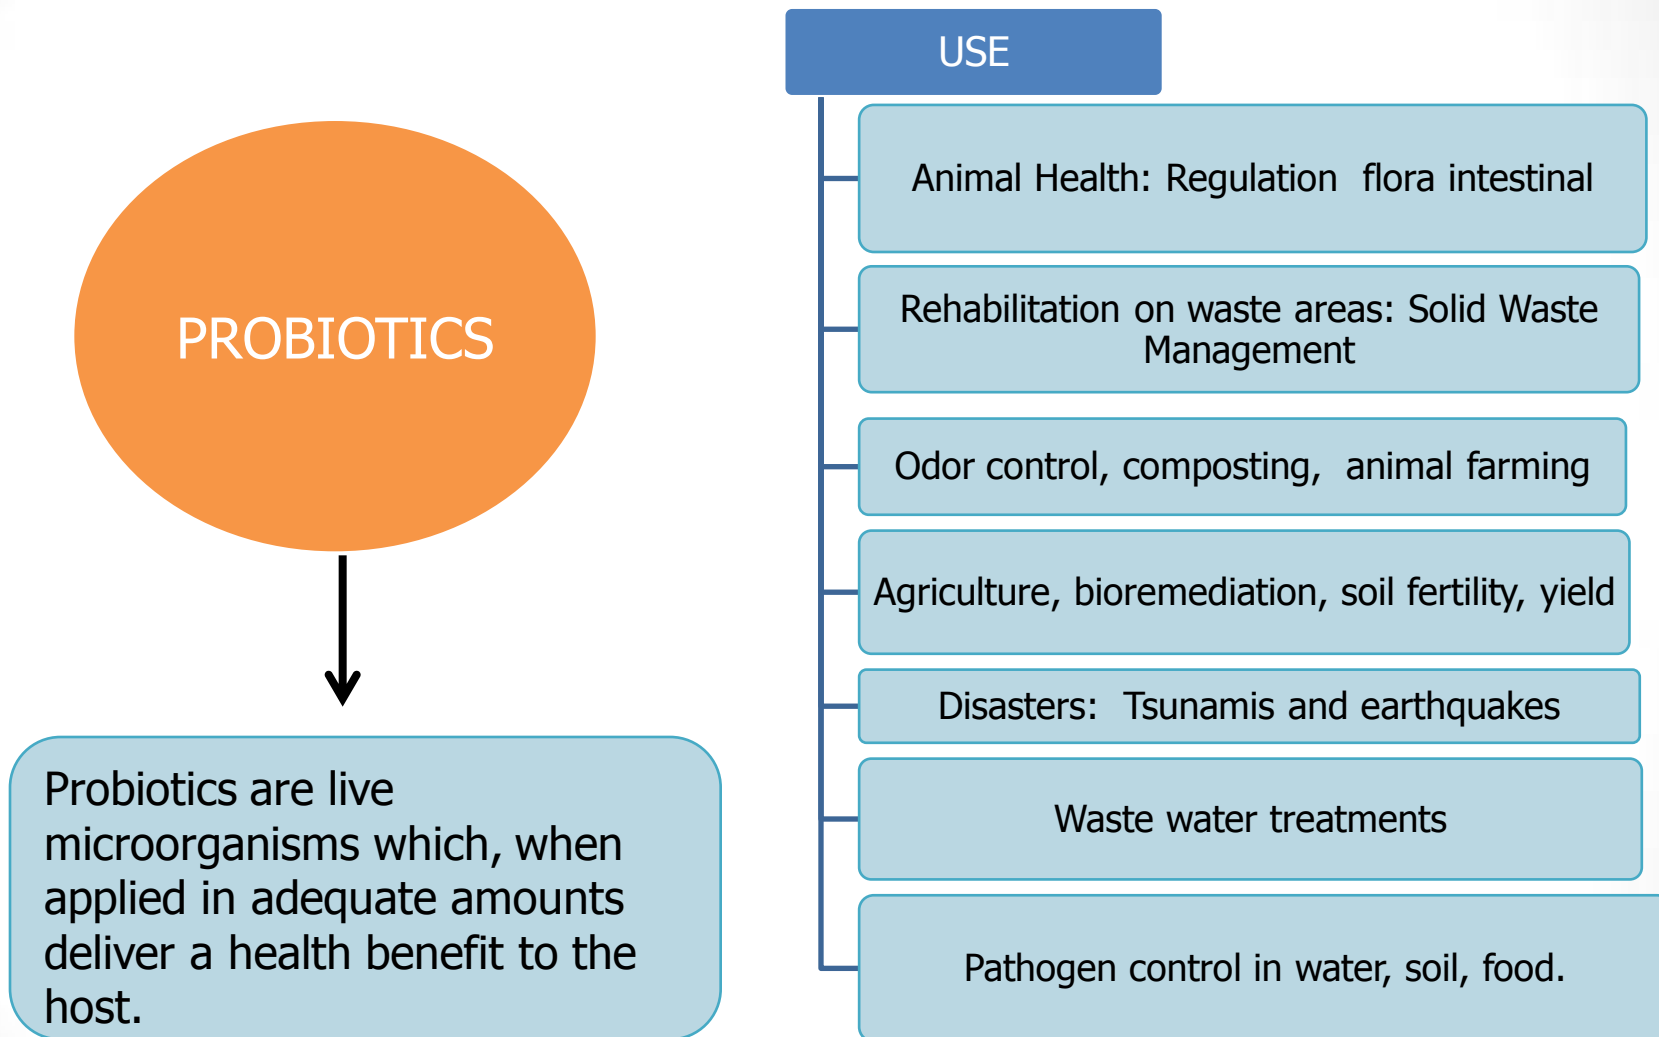 PROBIOTICS
Probiotics are live
microorganisms which, when
applied in adequate amounts
deliver a health benefit to the
host.
USE
Animal Health: Regulation  flora intestinal
Rehabilitation on waste areas: Solid Waste
Management
Odor control, composting,  animal farming
Agriculture, bioremediation, soil fertility, yield
Disasters:  Tsunamis and earthquakes
Waste water treatments
Pathogen control in water, soil, food.